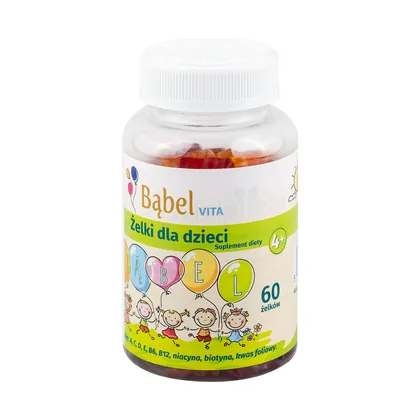 Bąbel VITA
Żelki dla dzieci
Suplement diety
4+
B E L
60
żelków
A, C, D, E, B6, B12, niacyna, biotyna, kwas foliowy.